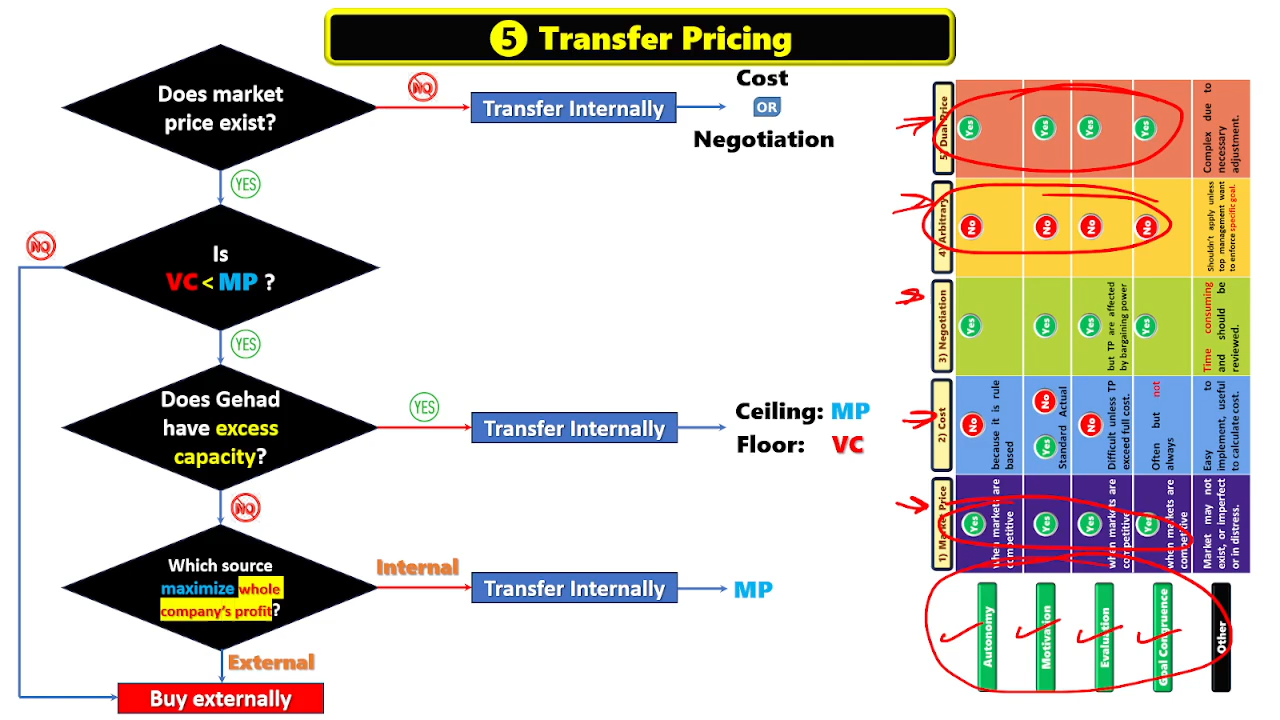 5 Transfer Pricing
Does market
price exist?
NO
Transfer Internally
Cost
OR
Negotiation
YES
Is
VC < MP ?
NO
YES
Does Gehad
have excess
capacity?
YES
Transfer Internally
Ceiling: MP
Floor: VC
NO
Which source
maximize whole
company's profit?
Internal
Transfer Internally
MP
External
Buy externally
5) Dual Price
Yes
Yes
Yes
Yes
Complex due to
necessary
adjustment.
4) Arbitrary
No
No
No
No
Shouldn't apply unless
top management want
to enforce specific goal.
3) Negotiation
Yes
Yes
Yes
but TP are affected
by bargaining power
Yes
Time consuming
and should be
reviewed.
2) Cost
No
because it is rule
based
Yes No
Standard Actual
No
Difficult unless TP
exceed full cost.
Often but not
always
Easy to
implement, useful
to calculate cost.
1) Market Price
Yes
when markets are
competitive
Yes
Yes
when markets are
competitive
Yes
when markets are
competitive
Market may not
exist, or imperfect
or in distress.
Autonomy
Motivation
Evaluation
Goal Congruence
Other